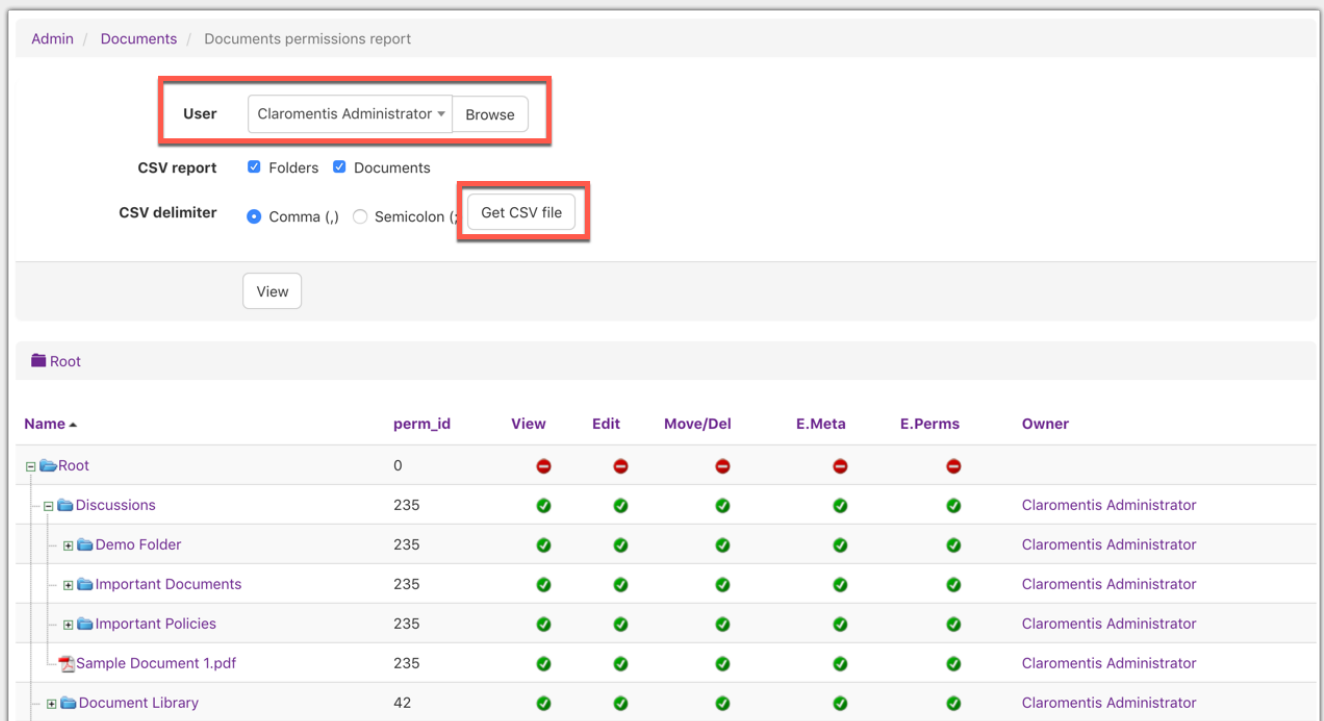 Admin / Documents / Documents permissions report
User Claromentis Administrator Browse
CSV report Folders Documents
CSV delimiter Comma (,) Semicolon (; Get CSV file
View
Root
Name perm_id View Edit Move/Del E.Meta E.Perms Owner
Root 0
Discussions 235 Claromentis Administrator
Demo Folder 235 Claromentis Administrator
Important Documents 235 Claromentis Administrator
Important Policies 235 Claromentis Administrator
Sample Document 1.pdf 235 Claromentis Administrator
Document Library 42 Claromentis Administrator